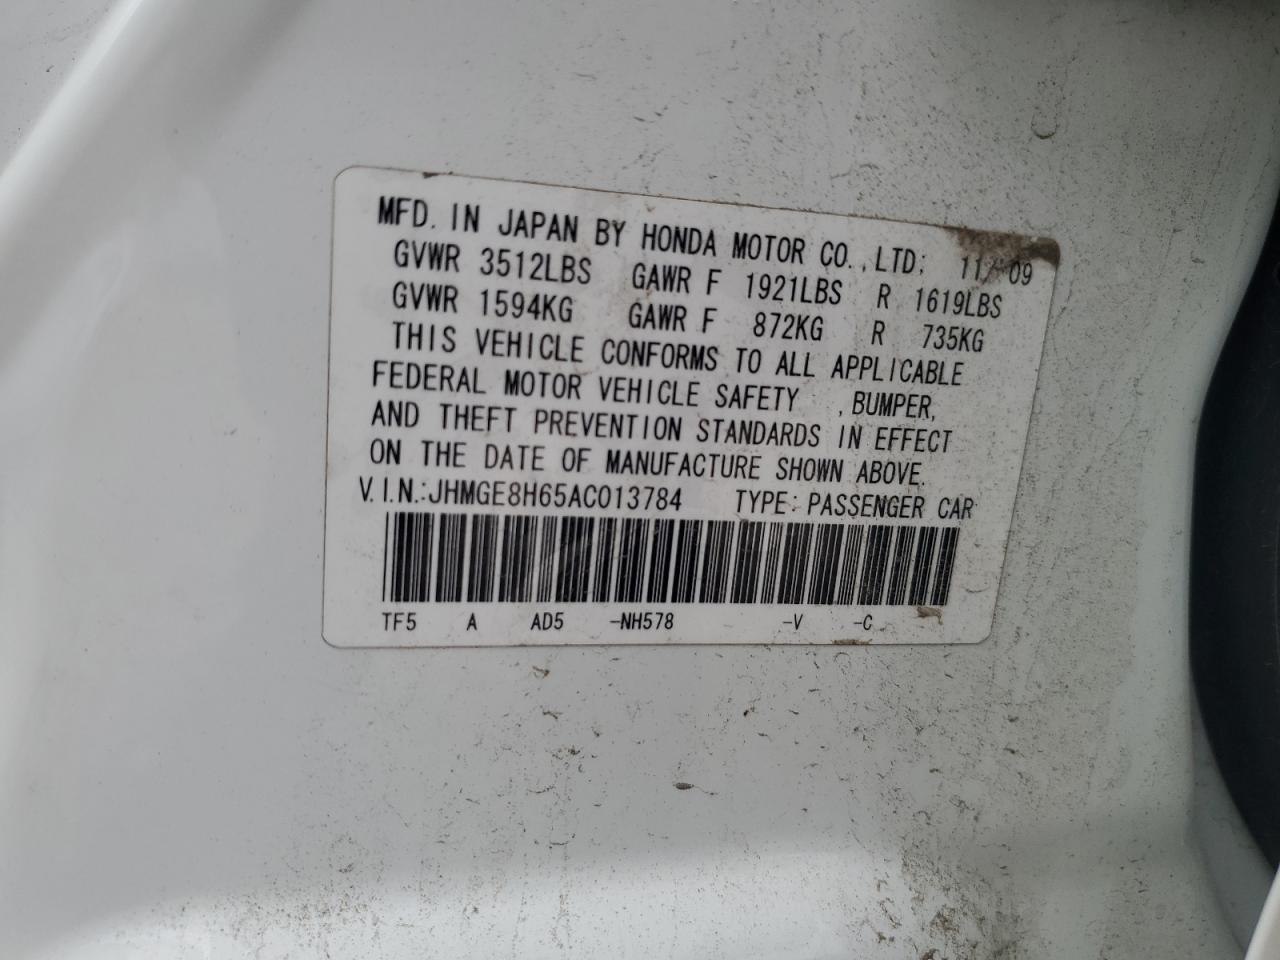 MFD. IN JAPAN BY HONDA MOTOR CO.,LTD; 11/09
GVWR 3512LBS GAWR F 1921LBS R 1619LBS
GVWR 1594KG GAWR F 872KG R 735KG
THIS VEHICLE CONFORMS TO ALL APPLICABLE
FEDERAL MOTOR VEHICLE SAFETY , BUMPER,
AND THEFT PREVENTION STANDARDS IN EFFECT
ON THE DATE OF MANUFACTURE SHOWN ABOVE.
V.I.N.:JHMGE8H65AC013784 TYPE: PASSENGER CAR
TF5 A AD5 -NH578 -V -C